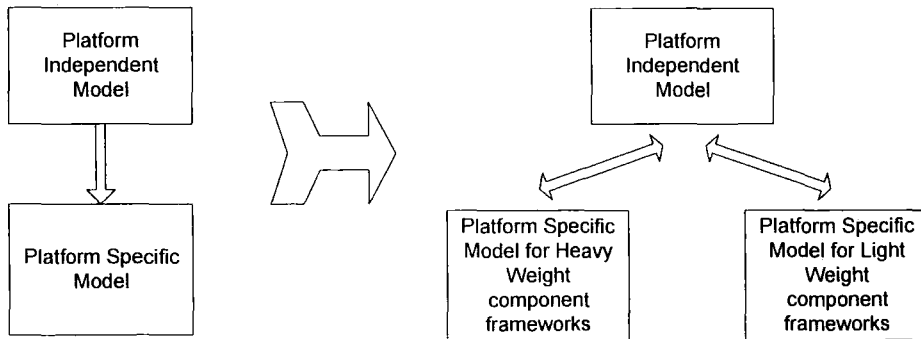 Platform
Independent
Model
Platform Specific
Model
Platform
Independent
Model
Platform Specific
Model for Heavy
Weight
component
frameworks
Platform Specific
Model for Light
Weight
component
frameworks